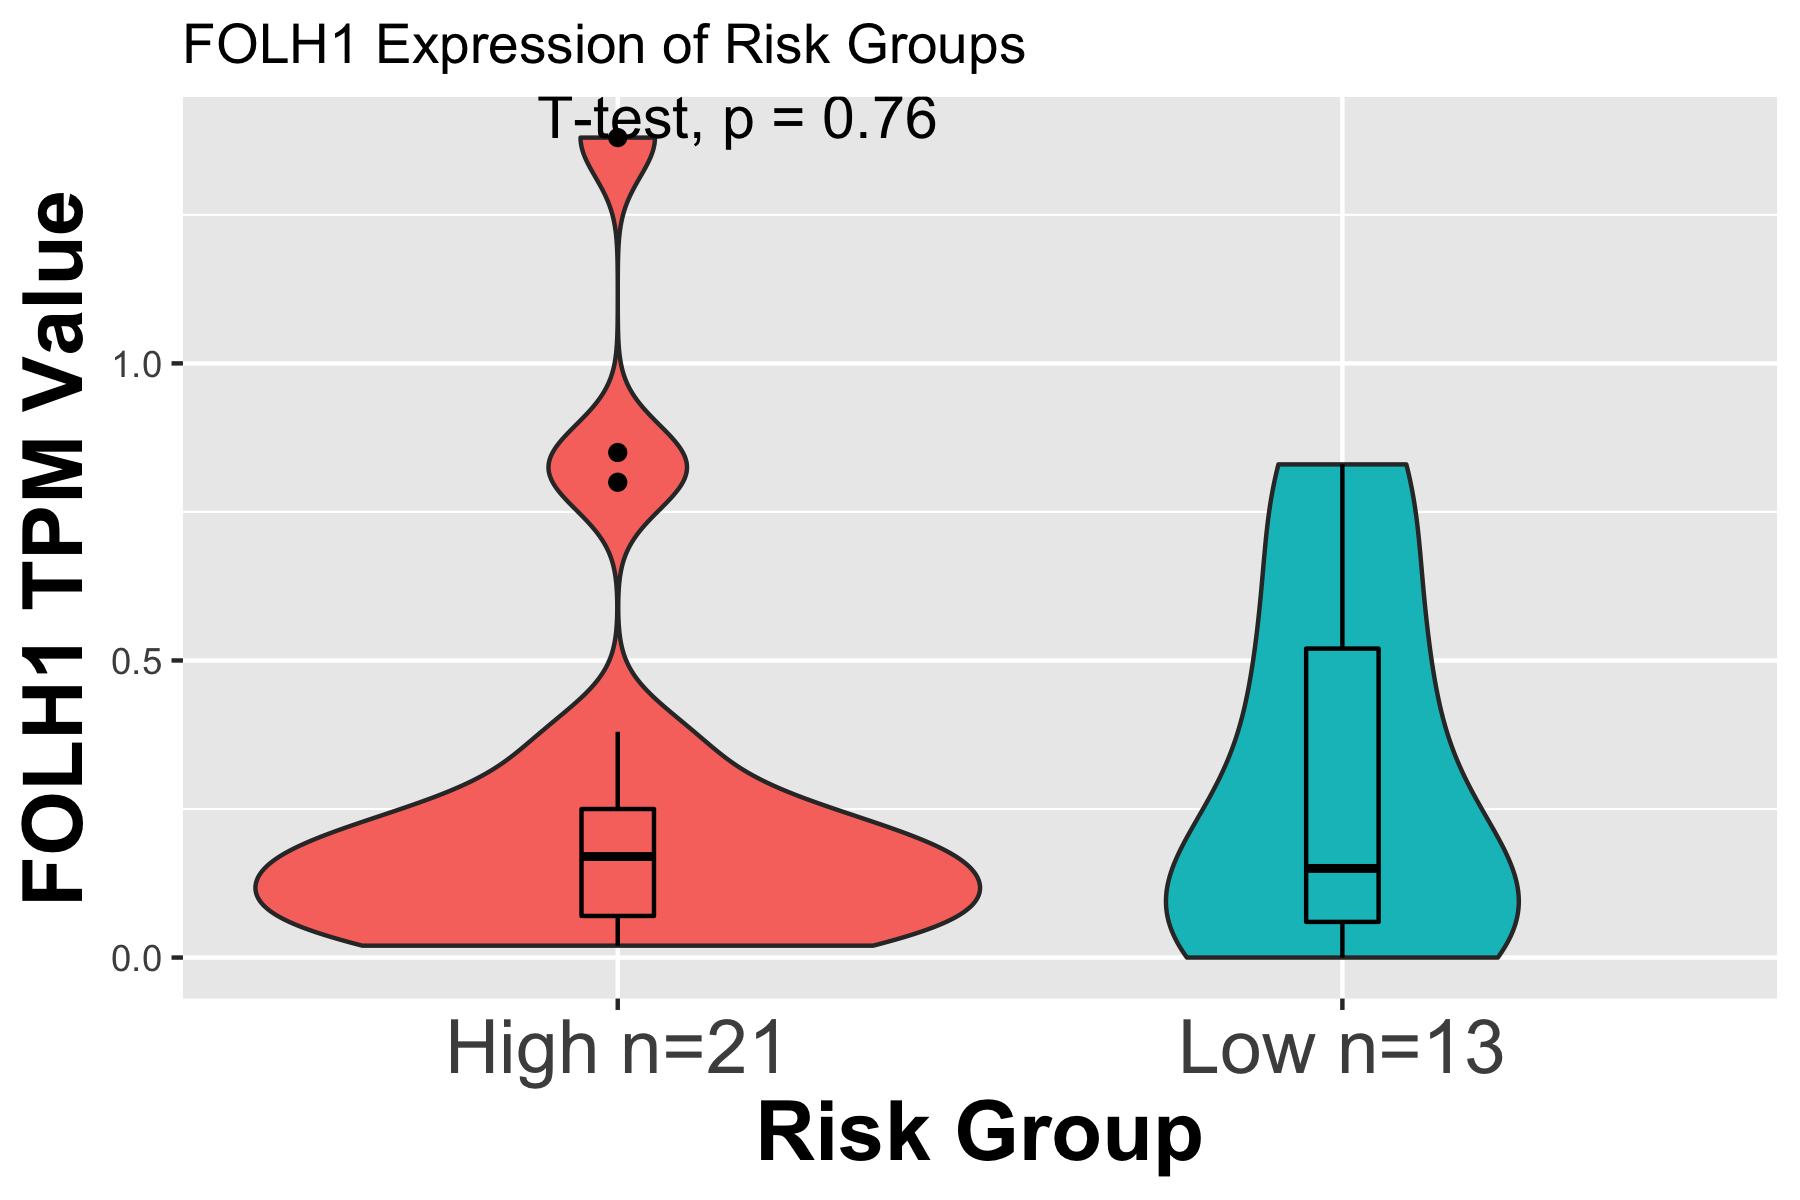 FOLH1 Expression of Risk Groups
T-test, p = 0.76
FOLH1 TPM Value
1.0
0.5
0.0
High n=21
Low n=13
Risk Group